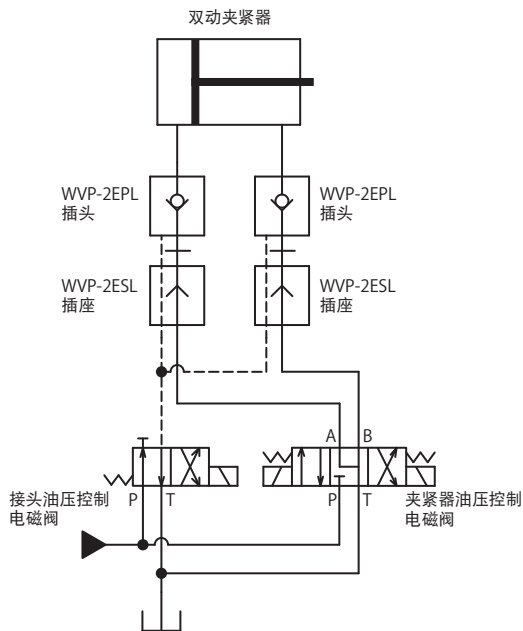 双动夹紧器
WVP-2EPL
插头
WVP-2EPL
插头
WVP-2ESL
插座
WVP-2ESL
插座
A B
接头油压控制
电磁阀
P T
P T
夹紧器油压控制
电磁阀